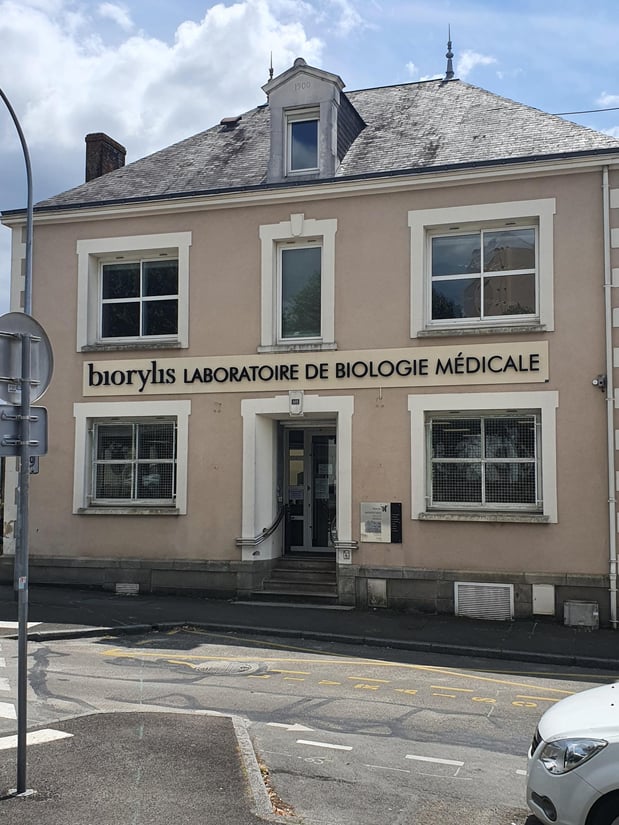 1900
biorylis LABORATOIRE DE BIOLOGIE MÉDICALE